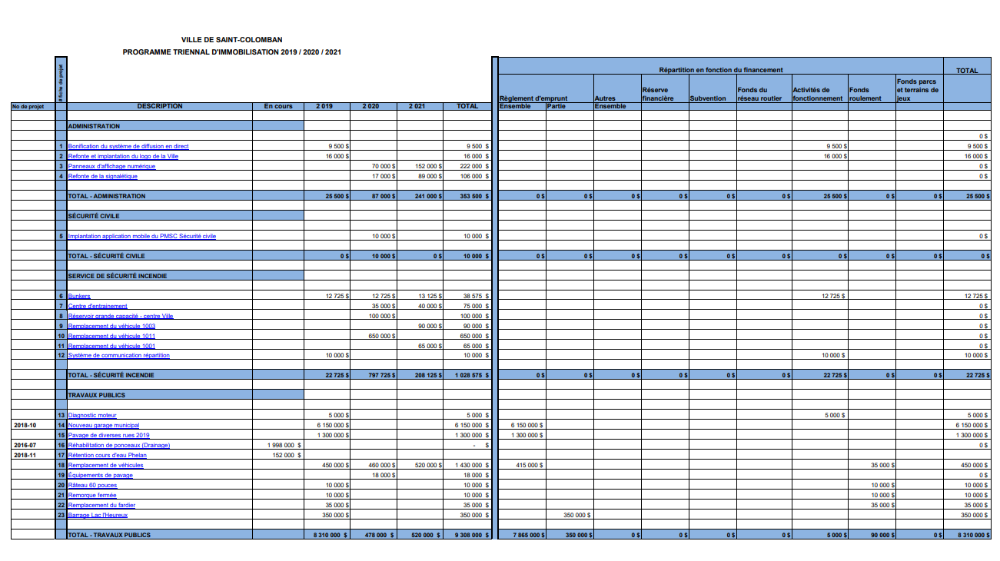 VILLE DE SAINT-COLOMBAN
PROGRAMME TRIENNAL D'IMMOBILISATION 2019 / 2020 / 2021
# fiche de projet
Répartition en fonction du financement TOTAL
Réserve Fonds du Activités de Fonds Fonds parcs et terrains de jeux
Règlement d'emprunt Autres financière Subvention réseau routier fonctionnement roulement
No de projet DESCRIPTION En cours 2 019 2 020 2 021 TOTAL Ensemble Partie Ensemble
ADMINISTRATION
0 $
1 Bonification du système de diffusion en direct 9 500 $ 9 500 $ 9 500 $ 9 500 $
2 Refonte et implantation du logo de la Ville 16 000 $ 16 000 $ 16 000 $ 16 000 $
3 Panneaux d'affichage numérique 70 000 $ 152 000 $ 222 000 $ 0 $
4 Refonte de la signalétique 17 000 $ 89 000 $ 106 000 $ 0 $
TOTAL - ADMINISTRATION 25 500 $ 87 000 $ 241 000 $ 353 500 $ 0 $ 0 $ 0 $ 0 $ 0 $ 0 $ 25 500 $ 0 $ 0 $ 25 500 $
SÉCURITÉ CIVILE
5 Implantation application mobile du PMSC Sécurité civile 10 000 $ 10 000 $ 0 $
TOTAL - SÉCURITÉ CIVILE 0 $ 10 000 $ 0 $ 10 000 $ 0 $ 0 $ 0 $ 0 $ 0 $ 0 $ 0 $ 0 $ 0 $ 0 $
SERVICE DE SÉCURITÉ INCENDIE
6 Bunkers 12 725 $ 12 725 $ 13 125 $ 38 575 $ 12 725 $ 12 725 $
7 Centre d'entrainement 35 000 $ 40 000 $ 75 000 $ 0 $
8 Réservoir grande capacité - centre Ville 100 000 $ 100 000 $ 0 $
9 Remplacement du véhicule 1003 90 000 $ 90 000 $ 0 $
10 Remplacement du véhicule 1011 650 000 $ 650 000 $ 0 $
11 Remplacement du véhicule 1001 65 000 $ 65 000 $ 0 $
12 Système de communication répartition 10 000 $ 10 000 $ 10 000 $ 10 000 $
TOTAL - SÉCURITÉ INCENDIE 22 725 $ 797 725 $ 208 125 $ 1 028 575 $ 0 $ 0 $ 0 $ 0 $ 0 $ 0 $ 22 725 $ 0 $ 0 $ 22 725 $
TRAVAUX PUBLICS
13 Diagnostic moteur 5 000 $ 5 000 $ 5 000 $ 5 000 $
2018-10 14 Nouveau garage municipal 6 150 000 $ 6 150 000 $ 6 150 000 $ 6 150 000 $
15 Pavage de diverses rues 2019 1 300 000 $ 1 300 000 $ 1 300 000 $ 1 300 000 $
2016-07 16 Réhabilitation de ponceaux (Drainage) 1 998 000 $ - $ 0 $
2018-11 17 Rétention cours d'eau Phelan 152 000 $
18 Remplacement de véhicules 450 000 $ 460 000 $ 520 000 $ 1 430 000 $ 415 000 $ 35 000 $ 450 000 $
19 Équipements de pavage 18 000 $ 18 000 $ 0 $
20 Râteau 60 pouces 10 000 $ 10 000 $ 10 000 $ 10 000 $
21 Remorque fermée 10 000 $ 10 000 $ 10 000 $ 10 000 $
22 Remplacement du fardier 35 000 $ 35 000 $ 35 000 $ 35 000 $
23 Barrage Lac l'Heureux 350 000 $ 350 000 $ 350 000 $ 350 000 $
TOTAL - TRAVAUX PUBLICS 8 310 000 $ 478 000 $ 520 000 $ 9 308 000 $ 7 865 000 $ 350 000 $ 0 $ 0 $ 0 $ 0 $ 5 000 $ 90 000 $ 0 $ 8 310 000 $